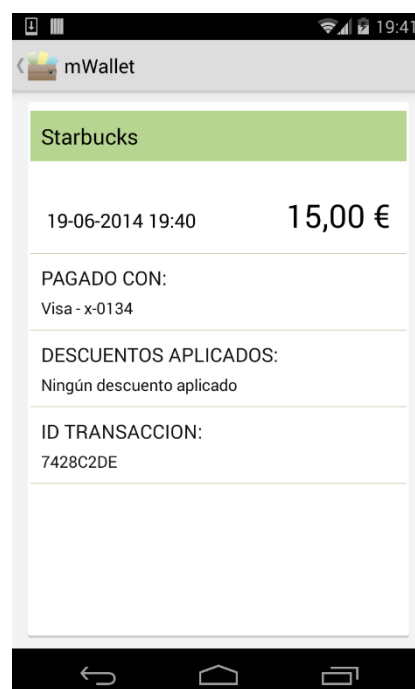 19:41
mWallet
Starbucks
19-06-2014 19:40
15,00 €
PAGADO CON:
Visa - x-0134
DESCUENTOS APLICADOS:
Ningún descuento aplicado
ID TRANSACCION:
7428C2DE